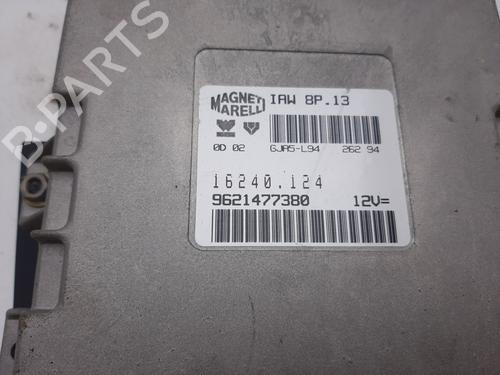 B-PARTS
MAGNETI MARELLI
IAW 8P.13
0D 02 GJA5-L94 262 94
16240.124
9621477380 12V=